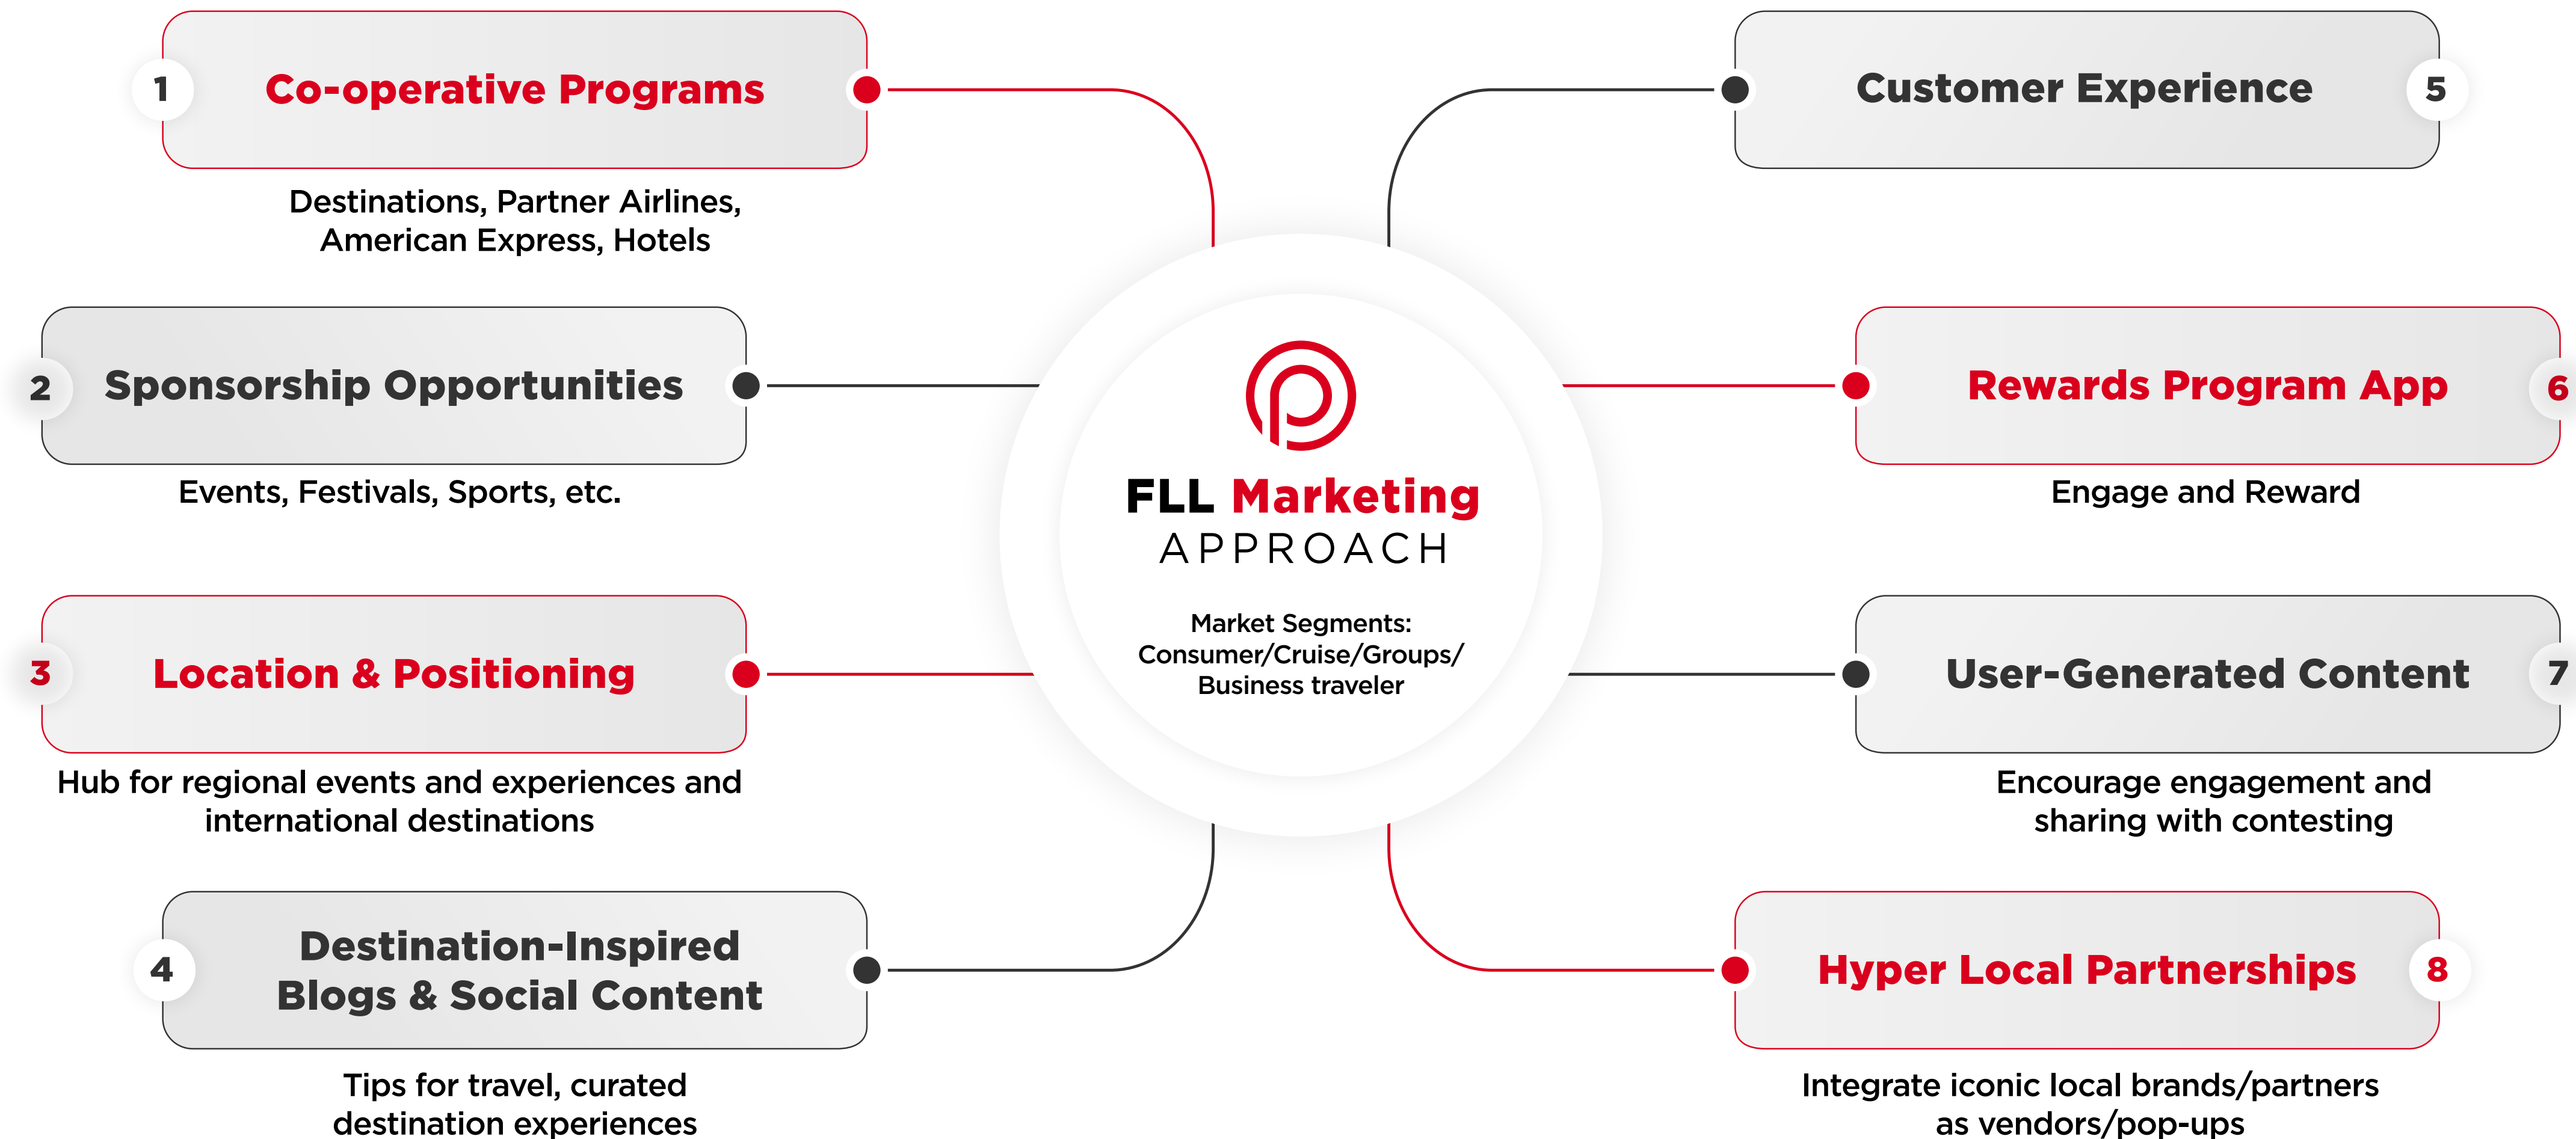 1
Co-operative Programs
Destinations, Partner Airlines,
American Express, Hotels
2
Sponsorship Opportunities
Events, Festivals, Sports, etc.
3
Location & Positioning
Hub for regional events and experiences and
international destinations
4
Destination-Inspired
Blogs & Social Content
Tips for travel, curated
destination experiences
FLL Marketing
APPROACH
Market Segments:
Consumer/Cruise/Groups/
Business traveler
Customer Experience
5
Rewards Program App
6
Engage and Reward
User-Generated Content
7
Encourage engagement and
sharing with contesting
Hyper Local Partnerships
8
Integrate iconic local brands/partners
as vendors/pop-ups